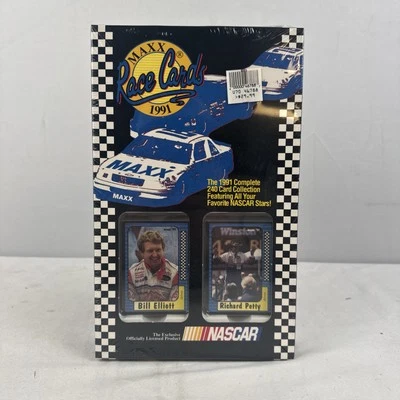 MAXX®
Race Cards
1991
MAXX
MAXX
The 1991 Complete
240 Card Collection
Featuring All Your
Favorite NASCAR Stars!
Winston
Bill Elliott
Richard Petty
The Exclusive
Officially Licensed Product
NASCAR